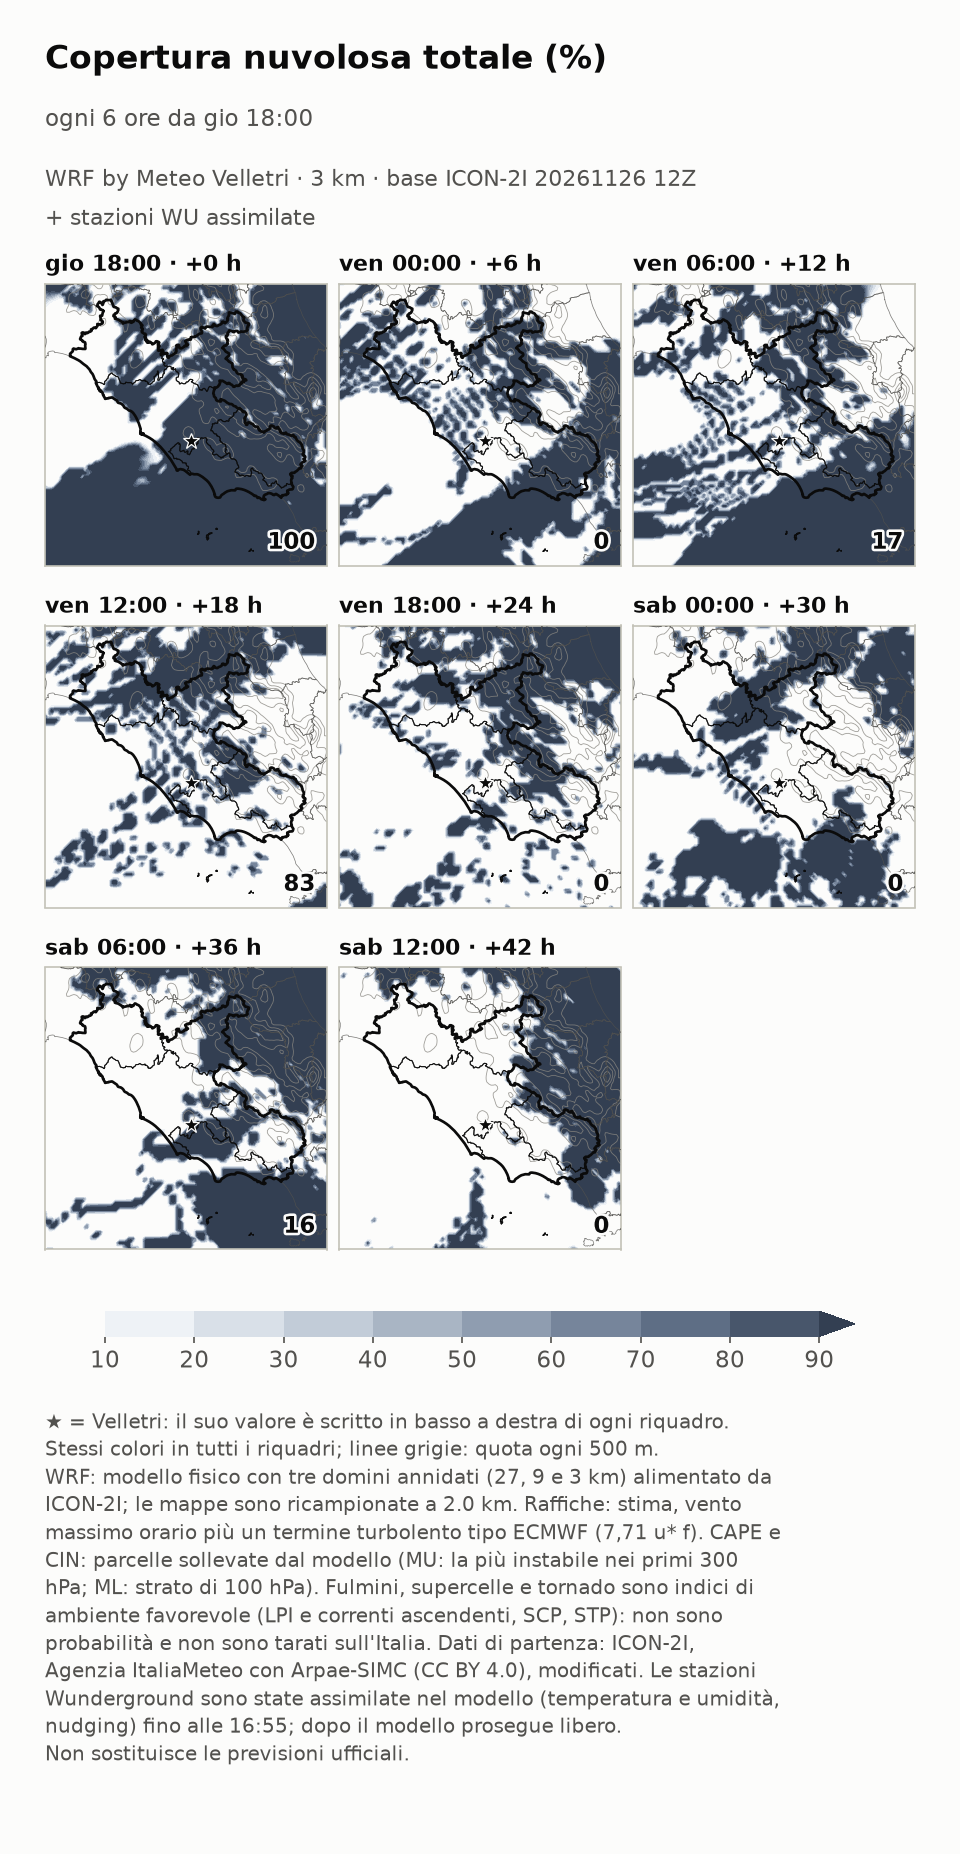 Copertura nuvolosa totale (%)
ogni 6 ore da gio 18:00
WRF by Meteo Velletri · 3 km · base ICON-2I 20261126 12Z
+ stazioni WU assimilate
gio 18:00 · +0 h
100
ven 00:00 · +6 h
0
ven 06:00 · +12 h
17
ven 12:00 · +18 h
83
ven 18:00 · +24 h
0
sab 00:00 · +30 h
0
sab 06:00 · +36 h
16
sab 12:00 · +42 h
0
10 20 30 40 50 60 70 80 90
★ = Velletri: il suo valore è scritto in basso a destra di ogni riquadro.
Stessi colori in tutti i riquadri; linee grigie: quota ogni 500 m.
WRF: modello fisico con tre domini annidati (27, 9 e 3 km) alimentato da
ICON-2I; le mappe sono ricampionate a 2.0 km. Raffiche: stima, vento
massimo orario più un termine turbolento tipo ECMWF (7,71 u* f). CAPE e
CIN: parcelle sollevate dal modello (MU: la più instabile nei primi 300
hPa; ML: strato di 100 hPa). Fulmini, supercelle e tornado sono indici di
ambiente favorevole (LPI e correnti ascendenti, SCP, STP): non sono
probabilità e non sono tarati sull'Italia. Dati di partenza: ICON-2I,
Agenzia ItaliaMeteo con Arpae-SIMC (CC BY 4.0), modificati. Le stazioni
Wunderground sono state assimilate nel modello (temperatura e umidità,
nudging) fino alle 16:55; dopo il modello prosegue libero.
Non sostituisce le previsioni ufficiali.